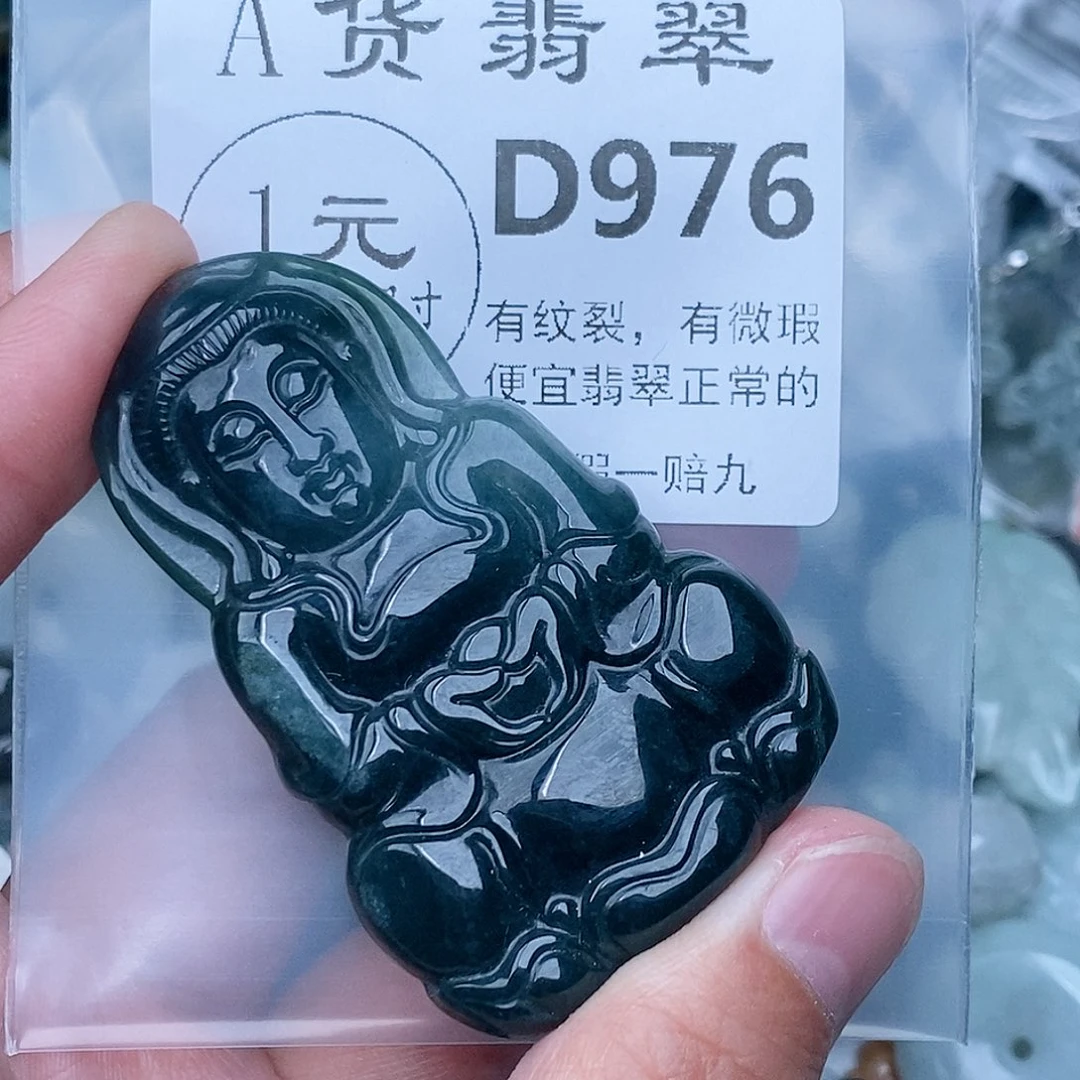 A货翡翠
1元
D976
有纹裂，有微瑕
便宜翡翠正常的
一赔九